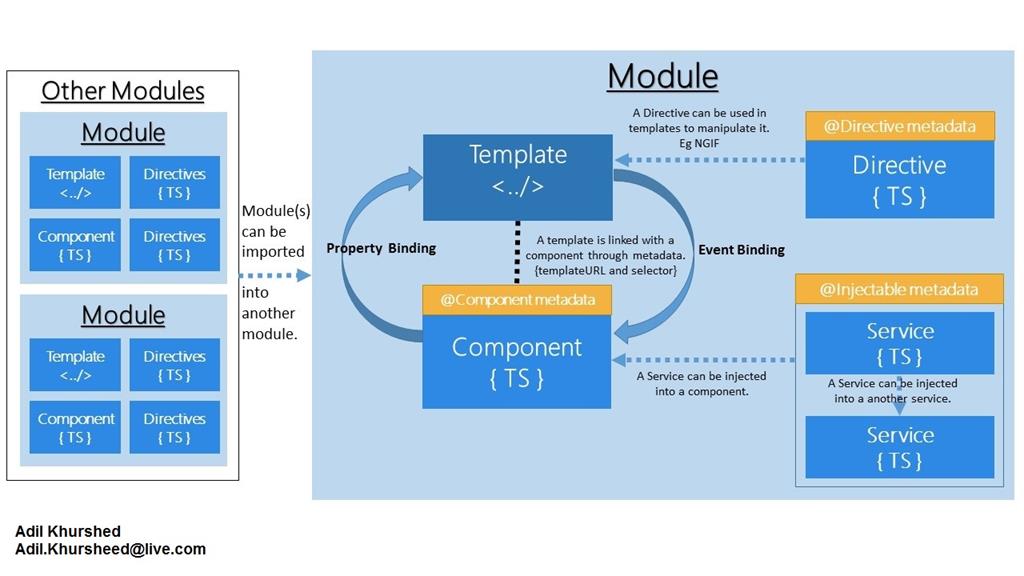 Other Modules
Module
Template
<../>
Directives
{ TS }
Component
{ TS }
Directives
{ TS }
Module
Template
<../>
Directives
{ TS }
Component
{ TS }
Directives
{ TS }
Module(s)
can be
imported
into
another
module.
Module
Template
<../>
A Directive can be used in
templates to manipulate it.
Eg NGIF
@Directive metadata
Directive
{ TS }
Property Binding
A template is linked with a
component through metadata.
{templateURL and selector}
Event Binding
@Component metadata
Component
{ TS }
A Service can be injected
into a component.
@Injectable metadata
Service
{ TS }
A Service can be injected
into a another service.
Service
{ TS }
Adil Khurshed
Adil.Khursheed@live.com